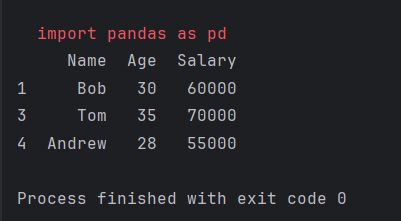 import pandas as pd
Name Age Salary
1 Bob 30 60000
3 Tom 35 70000
4 Andrew 28 55000
Process finished with exit code 0